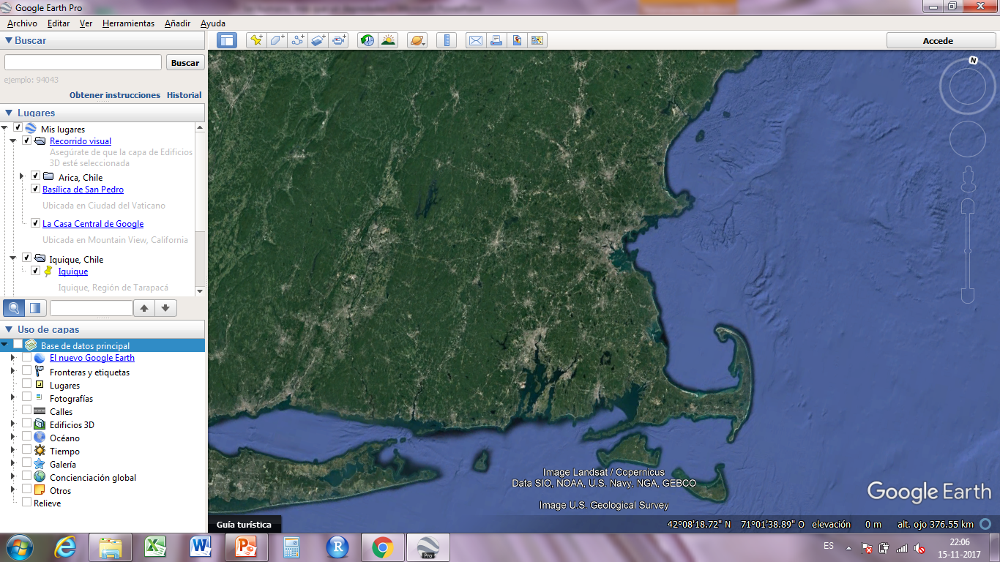 Google Earth Pro
Archivo Editar Ver Herramientas Añadir Ayuda
Buscar
Buscar
ejemplo: 94043
Obtener instrucciones Historial
Lugares
Mis lugares
Recorrido visual
Asegúrate de que la capa de Edificios
3D esté seleccionada
Arica, Chile
Basílica de San Pedro
Ubicada en Ciudad del Vaticano
La Casa Central de Google
Ubicada en Mountain View, California
Iquique, Chile
Iquique
Iquique, Región de Tarapacá
Uso de capas
Base de datos principal
El nuevo Google Earth
Fronteras y etiquetas
Lugares
Fotografías
Calles
Edificios 3D
Océano
Tiempo
Galería
Concienciación global
Otros
Relieve
Accede
N
Image Landsat / Copernicus
Data SIO, NOAA, U.S. Navy, NGA, GEBCO
Image U.S. Geological Survey
Google Earth
Guía turística
42°08'18.72" N 71°01'38.89" O elevación 0 m alt. ojo 376.55 km
Pro
ES
22:06
15-11-2017